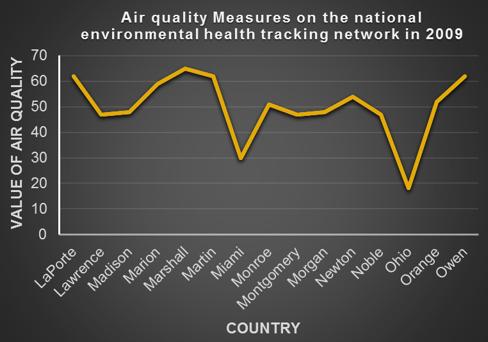 Air quality Measures on the national
environmental health tracking network in 2009
VALUE OF AIR QUALITY
70
60
50
40
30
20
10
0
LaPorte
Lawrence
Madison
Marion
Marshall
Martin
Miami
Monroe
Montgomery
Morgan
Newton
Noble
Ohio
Orange
Owen
COUNTRY